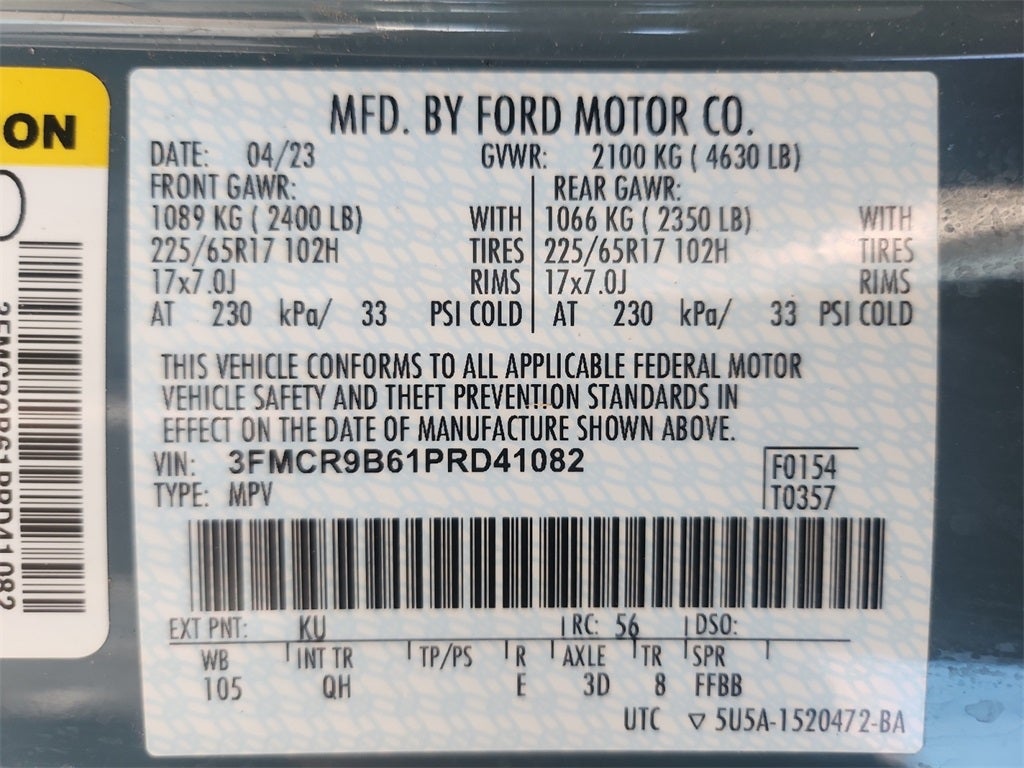 ON
3FMCR9B61PRD41082
MFD. BY FORD MOTOR CO.
DATE: 04/23 GVWR: 2100 KG ( 4630 LB)
FRONT GAWR: REAR GAWR:
1089 KG ( 2400 LB) WITH 1066 KG ( 2350 LB) WITH
225/65R17 102H TIRES 225/65R17 102H TIRES
17x7.0J RIMS 17x7.0J RIMS
AT 230 kPa/ 33 PSI COLD AT 230 kPa/ 33 PSI COLD
THIS VEHICLE CONFORMS TO ALL APPLICABLE FEDERAL MOTOR
VEHICLE SAFETY AND THEFT PREVENTION STANDARDS IN
EFFECT ON THE DATE OF MANUFACTURE SHOWN ABOVE.
VIN: 3FMCR9B61PRD41082 F0154
TYPE: MPV T0357
EXT PNT: KU RC: 56 DSO:
WB INT TR TP/PS R AXLE TR SPR
105 QH E 3D 8 FFBB
UTC ▽ 5U5A-1520472-BA